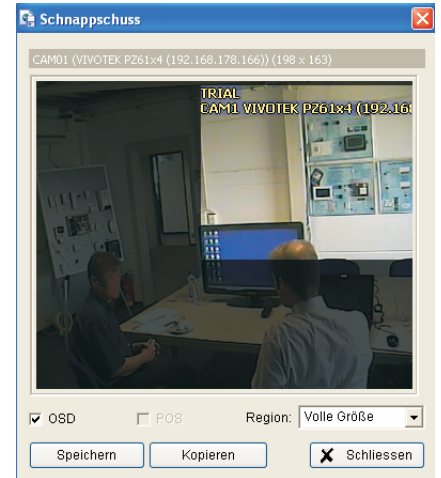 Schnappschuss
CAM01 (VIVOTEK PZ61x4 (192.168.178.166)) (198 x 163)
TRIAL
CAM1 VIVOTEK PZ61x4 (192.16
OSD
POS
Region: Volle Größe
Speichern
Kopieren
Schliessen